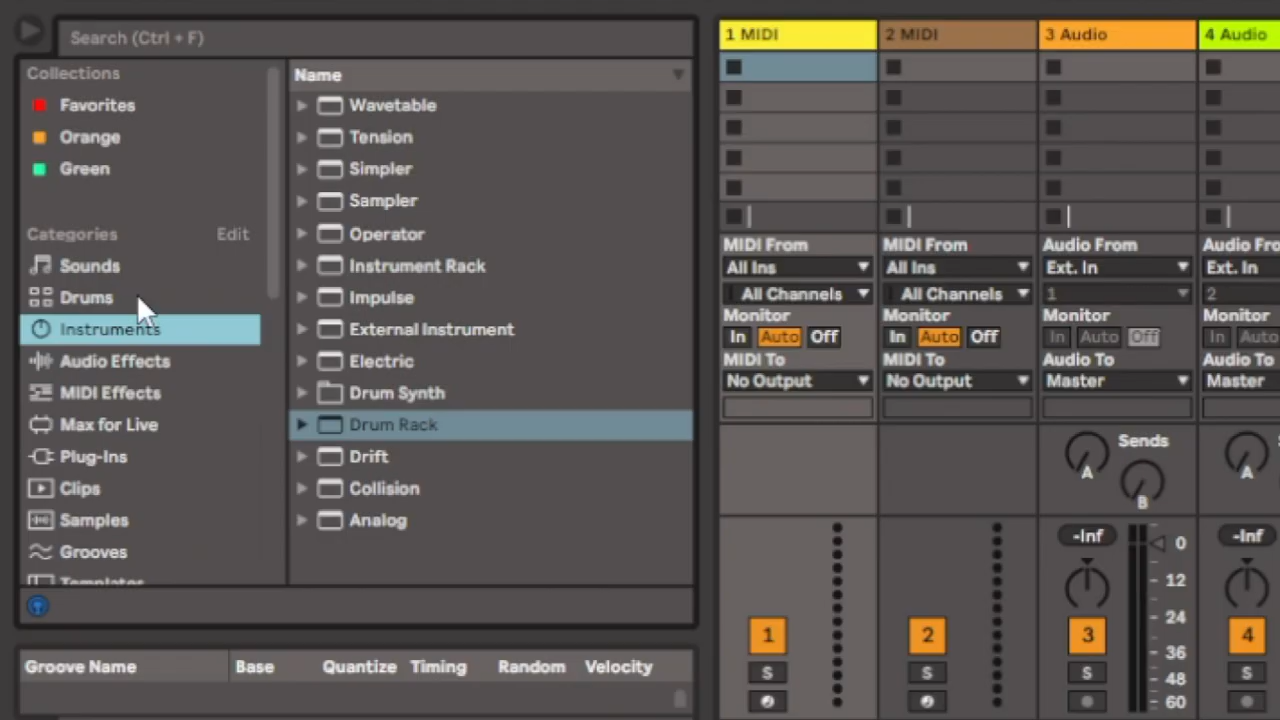 Search (Ctrl + F)
Collections
Favorites
Orange
Green
Categories Edit
Sounds
Drums
Instruments
Audio Effects
MIDI Effects
Max for Live
Plug-Ins
Clips
Samples
Grooves
Templates
Name
Wavetable
Tension
Simpler
Sampler
Operator
Instrument Rack
Impulse
External Instrument
Electric
Drum Synth
Drum Rack
Drift
Collision
Analog
Groove Name Base Quantize Timing Random Velocity
1 MIDI 2 MIDI 3 Audio 4 Audio
MIDI From MIDI From Audio From Audio Fro
All Ins All Ins Ext. In Ext. In
All Channels All Channels 1 2
Monitor Monitor Monitor Monitor
In Auto Off In Auto Off In Auto Off In Auto
MIDI To MIDI To Audio To Audio To
No Output No Output Master Master
Sends
A A
B
-Inf 0 -Inf
12
24
1 2 3 4
36
S S S 48 S
60